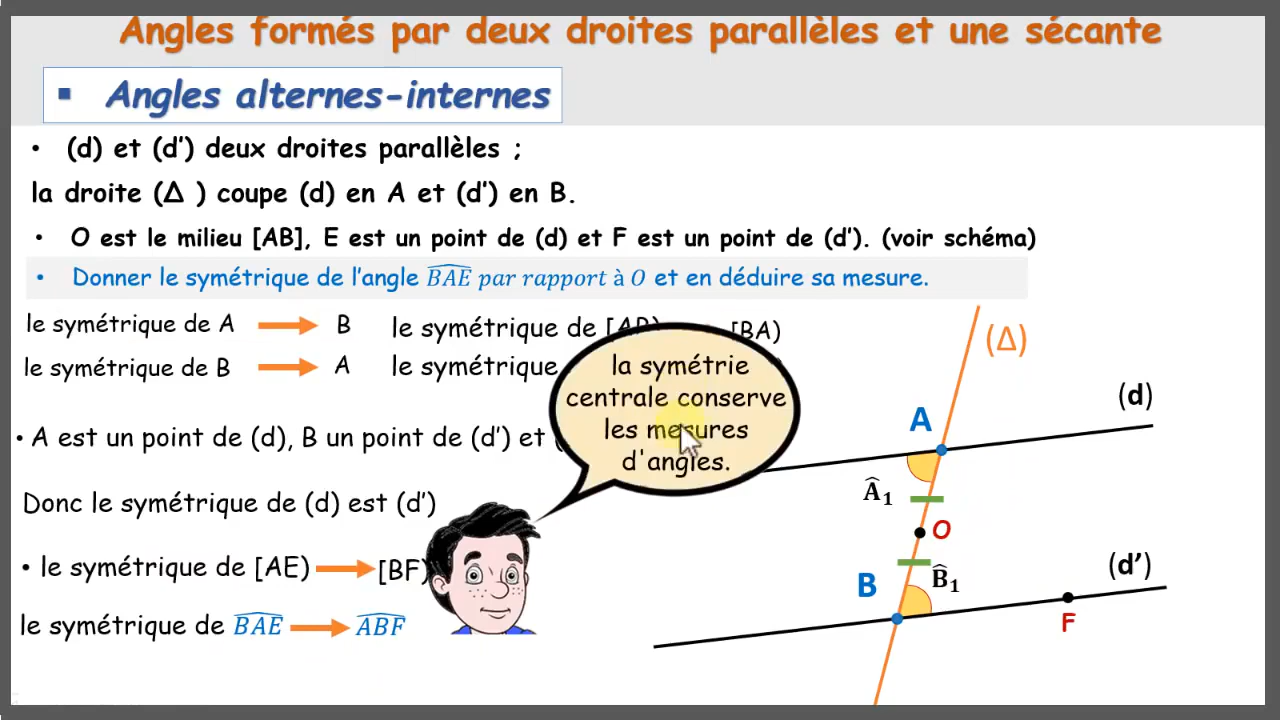 Angles formés par deux droites parallèles et une sécante
▪ Angles alternes-internes
• (d) et (d') deux droites parallèles ;
la droite (Δ ) coupe (d) en A et (d') en B.
• O est le milieu [AB], E est un point de (d) et F est un point de (d'). (voir schéma)
• Donner le symétrique de l'angle B͡AE par rapport à O et en déduire sa mesure.
le symétrique de A → B le symétrique de [AB) [BA)
le symétrique de B → A le symétrique
la symétrie
centrale conserve
les mesures
d'angles.
• A est un point de (d), B un point de (d') et
Donc le symétrique de (d) est (d')
• le symétrique de [AE) → [BF)
le symétrique de B͡AE → A͡BF
(Δ)
(d)
A
Â₁
O
(d')
B
B̂₁
F